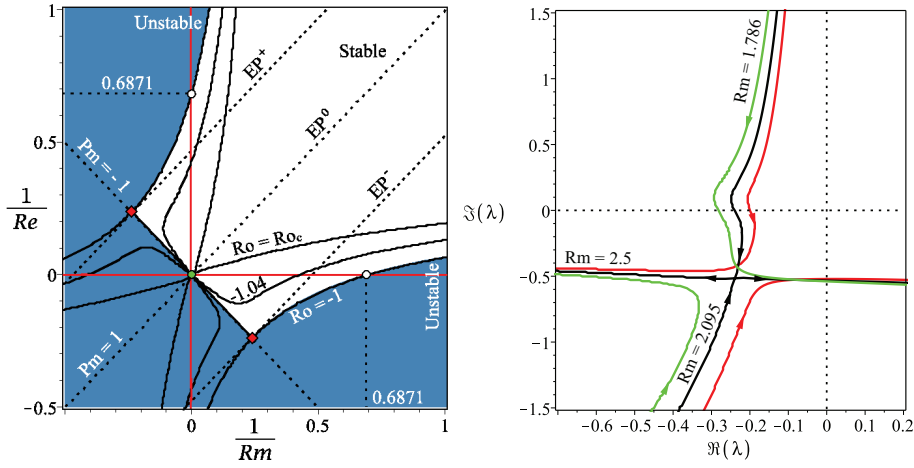 1
Unstable
0.6871
EP+
Stable
0.5
Pm = - 1
EP0
1
Re
EP-
Ro = Roc
0
-1.04
Ro = -1
Unstable
Pm = 1
0.6871
-0.5
0
0.5
1
1
Rm
1.5
Rm = 1.786
1
0.5
ℑ(λ)
0
Rm = 2.5
-0.5
Rm = 2.095
-1
-1.5
-0.6 -0.5 -0.4 -0.3 -0.2 -0.1 0 0.1 0.2
ℜ(λ)